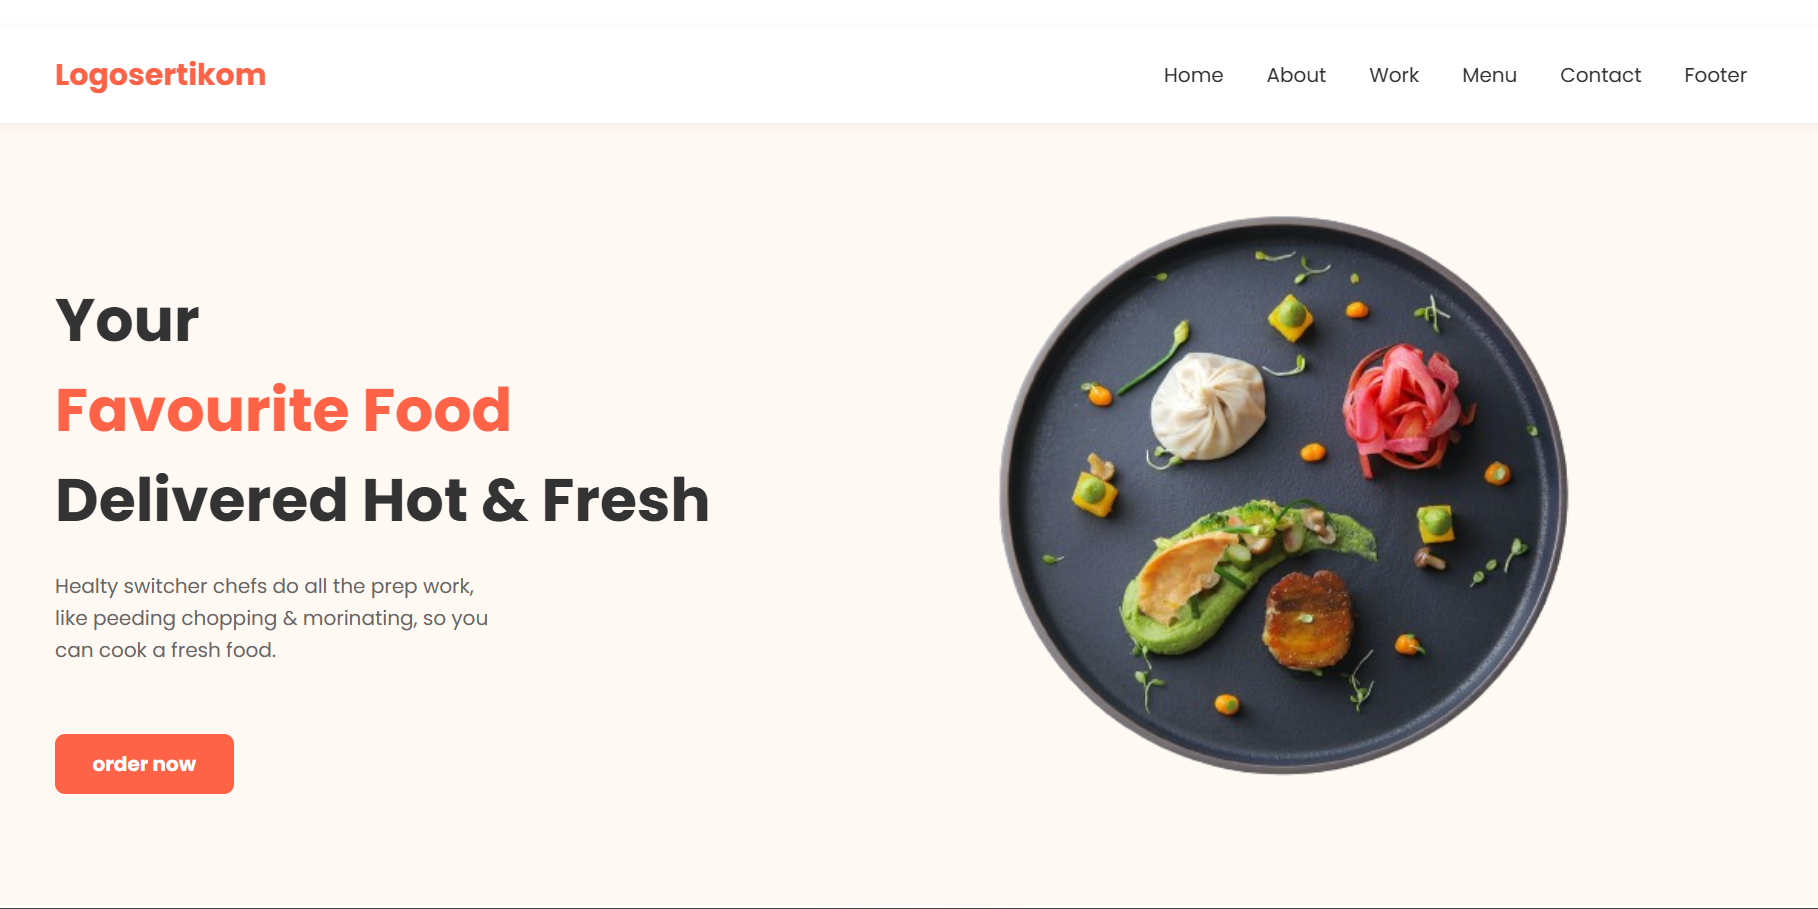 Logosertikom
Home About Work Menu Contact Footer
Your
Favourite Food
Delivered Hot & Fresh
Healty switcher chefs do all the prep work,
like peeding chopping & morinating, so you
can cook a fresh food.
order now